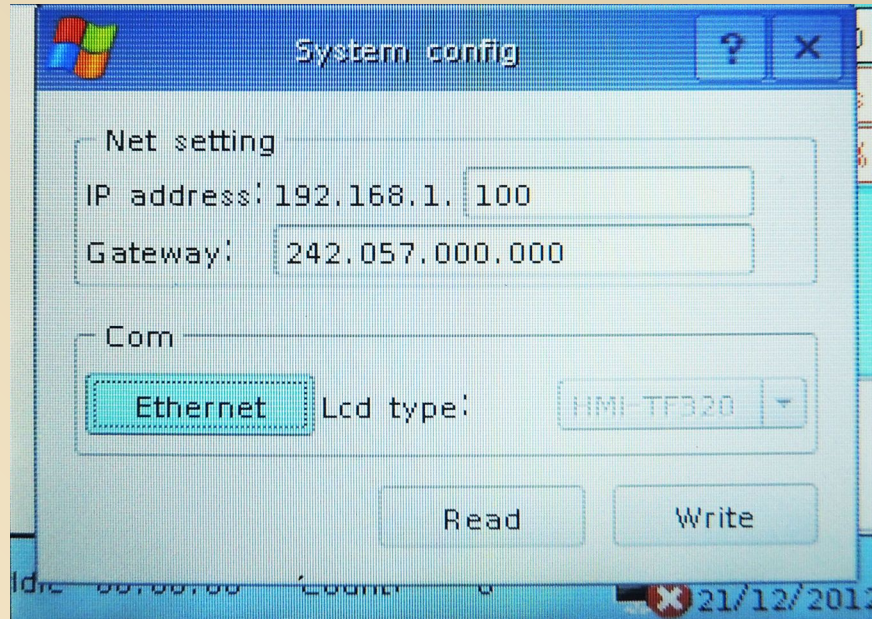 System config
? ×
Net setting
IP address: 192.168.1. 100
Gateway: 242.057.000.000
Com
Ethernet Lcd type: HMI-TF320
Read Write
21/12/2012